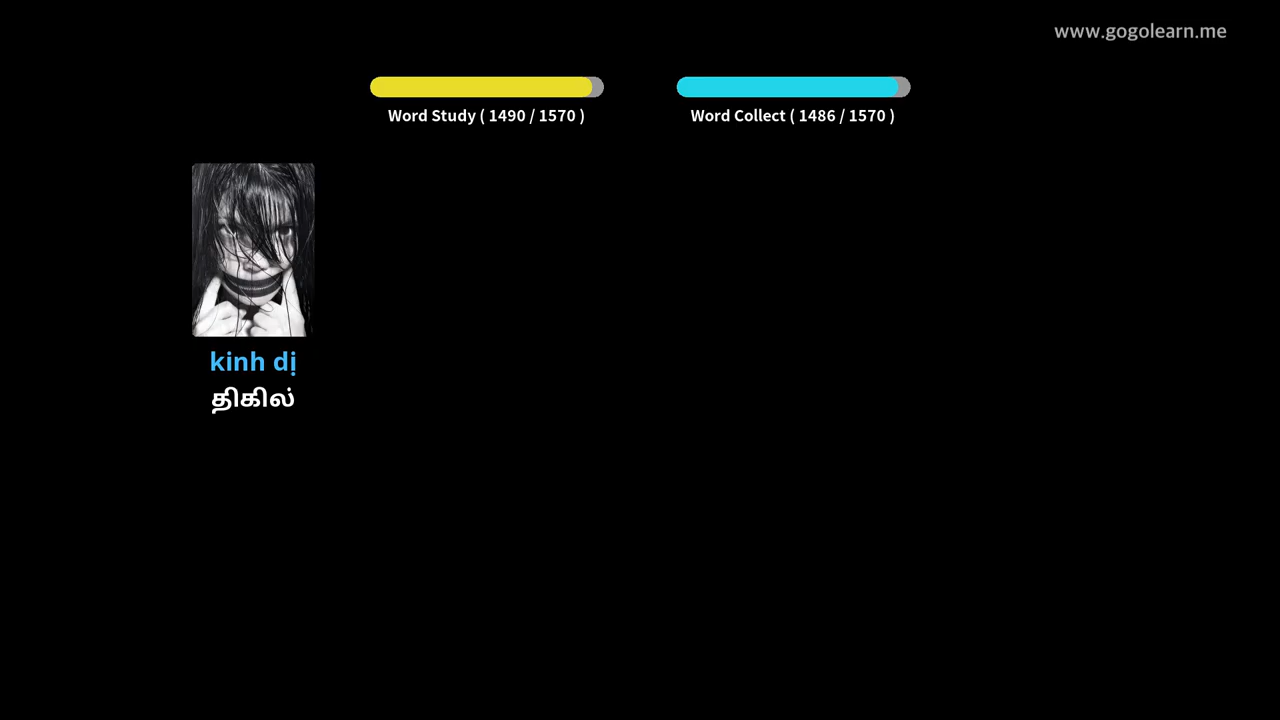 www.gogolearn.me
Word Study ( 1490 / 1570 )
Word Collect ( 1486 / 1570 )
kinh dị
திகில்